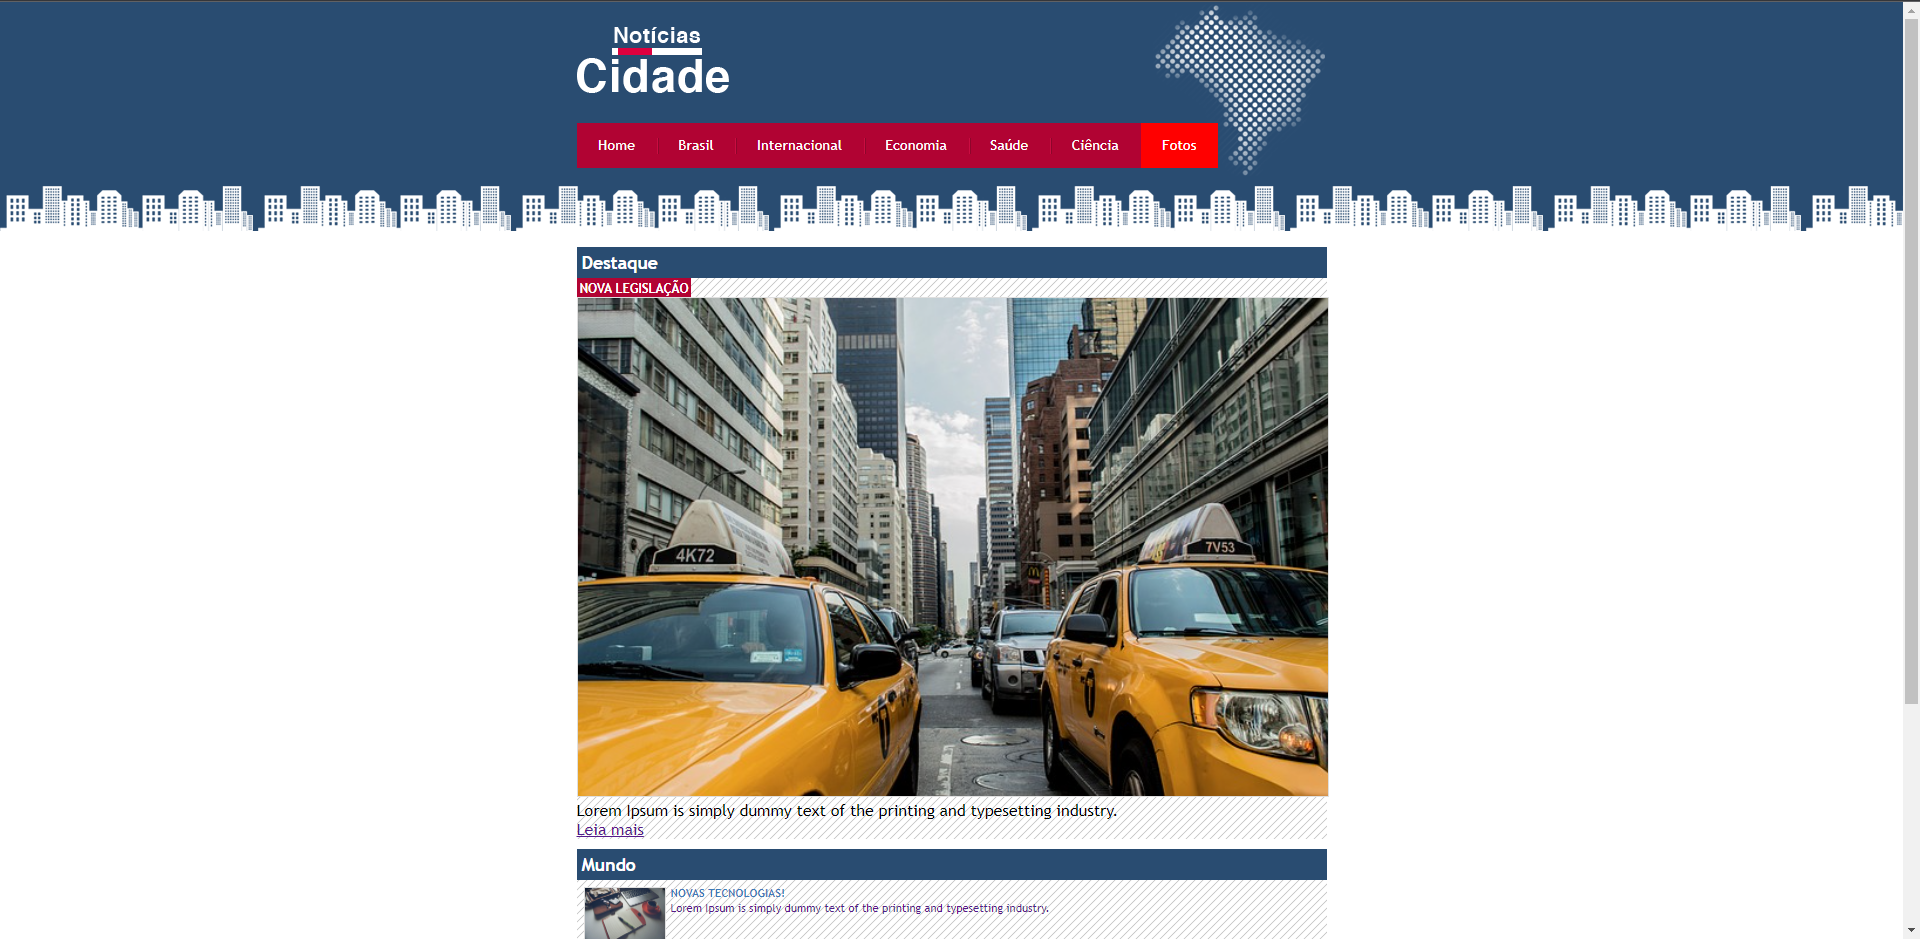 Notícias
Cidade
Home Brasil Internacional Economia Saúde Ciência Fotos
Destaque
NOVA LEGISLAÇÃO
4K72
7V53
Lorem Ipsum is simply dummy text of the printing and typesetting industry.
Leia mais
Mundo
NOVAS TECNOLOGIAS!
Lorem Ipsum is simply dummy text of the printing and typesetting industry.